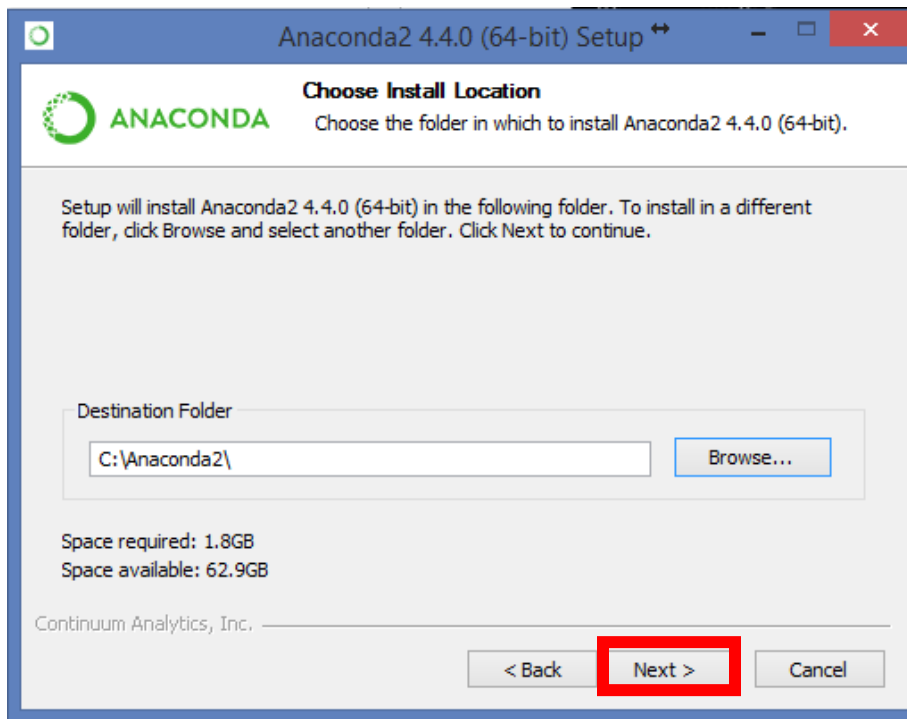 Anaconda2 4.4.0 (64-bit) Setup
ANACONDA
Choose Install Location
Choose the folder in which to install Anaconda2 4.4.0 (64-bit).
Setup will install Anaconda2 4.4.0 (64-bit) in the following folder. To install in a different
folder, click Browse and select another folder. Click Next to continue.
Destination Folder
C:\Anaconda2\
Browse...
Space required: 1.8GB
Space available: 62.9GB
Continuum Analytics, Inc.
< Back Next > Cancel